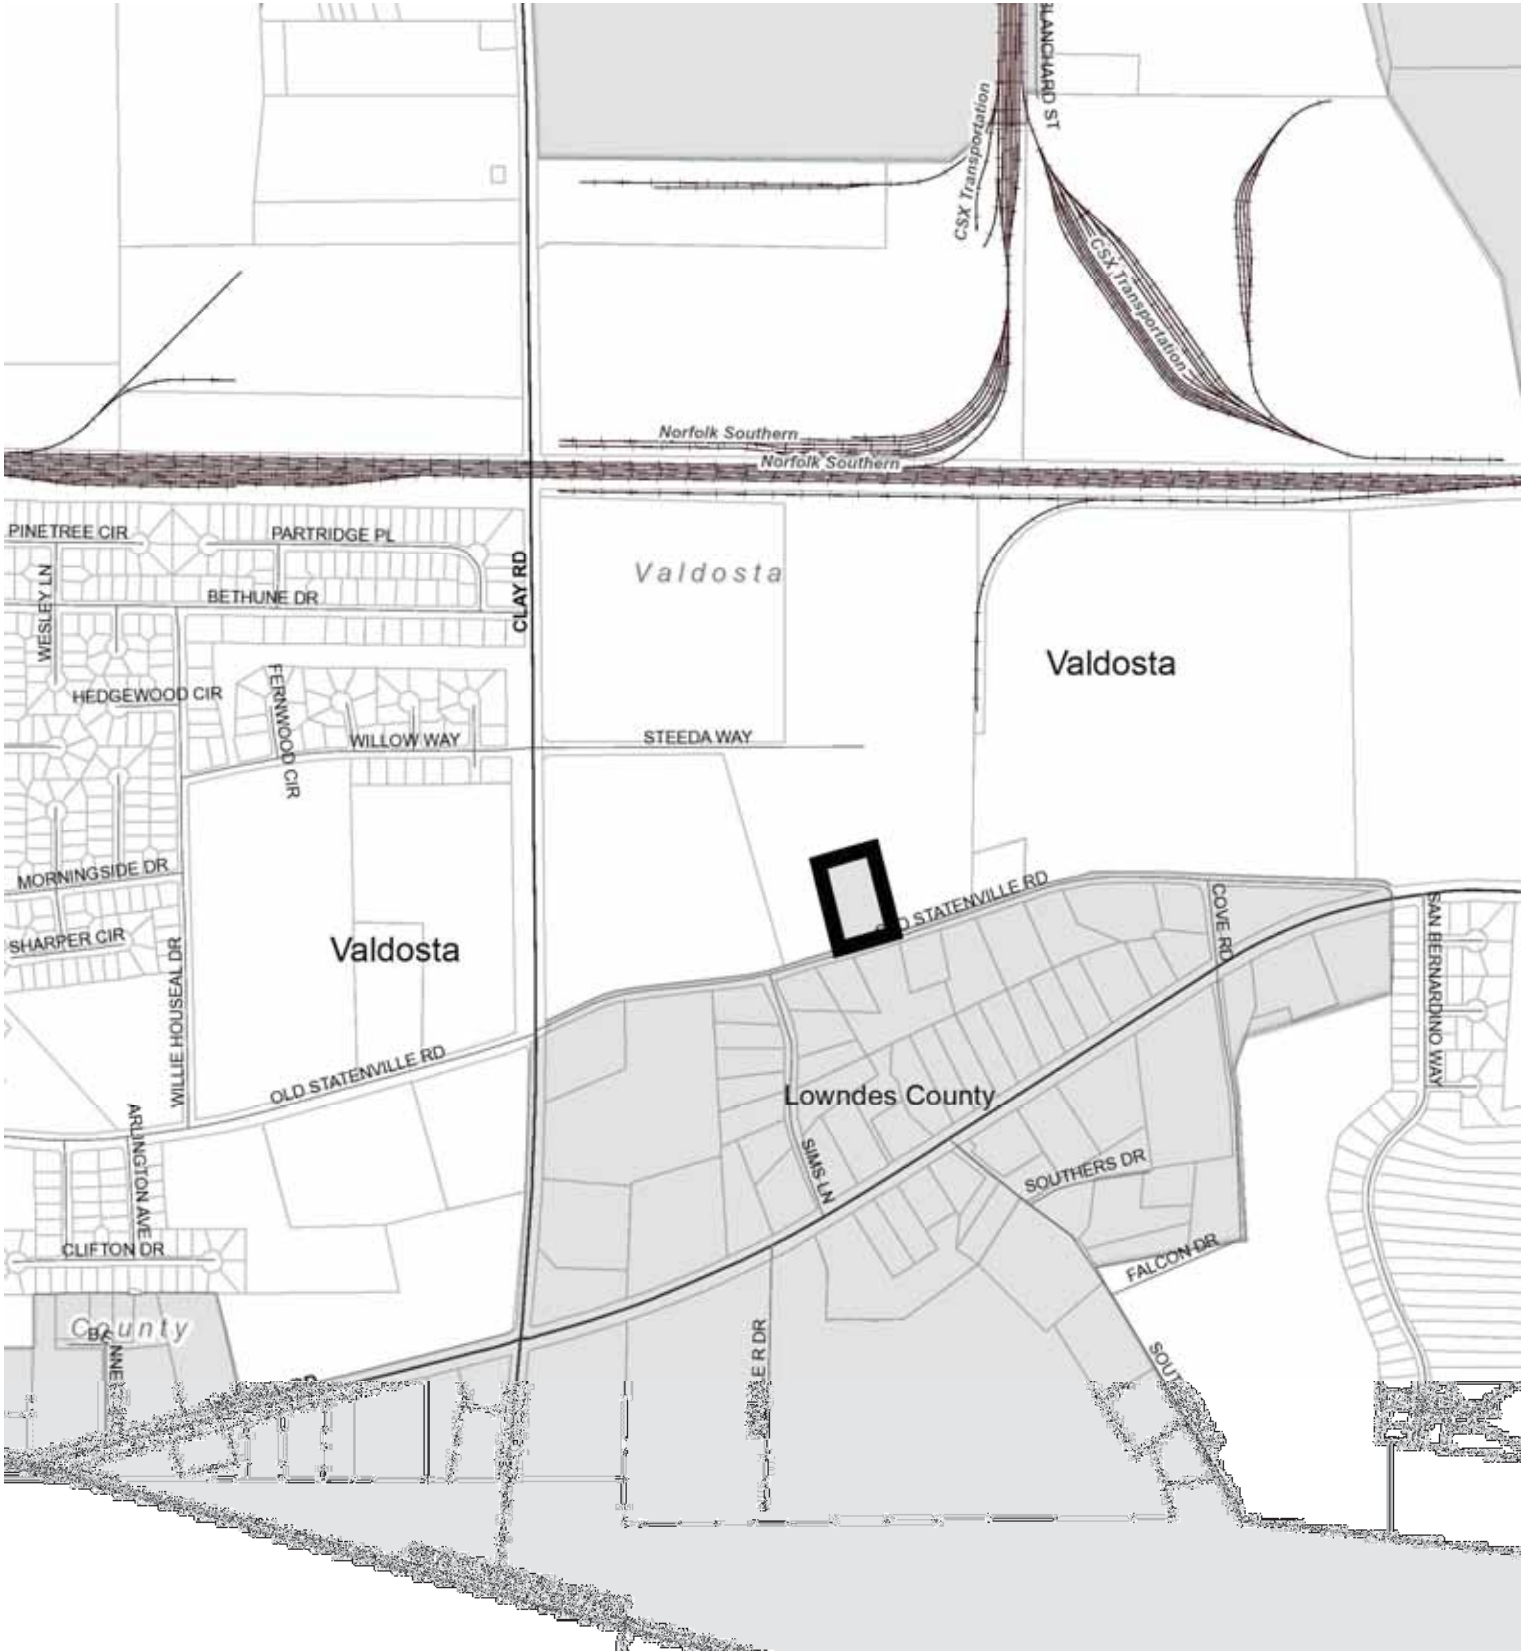 BLANCHARD ST
CSX Transportation
CSX Transportation
Norfolk Southern
Norfolk Southern
PINETREE CIR
PARTRIDGE PL
WESLEY LN
BETHUNE DR
CLAY RD
Valdosta
Valdosta
HEDGEWOOD CIR
FERNWOOD CIR
WILLOW WAY
STEEDA WAY
MORNINGSIDE DR
SHARPER CIR
WILLIE HOUSEAL DR
Valdosta
STATENVILLE RD
COVE RD
SAN BERNARDINO WAY
OLD STATENVILLE RD
Lowndes County
ARLINGTON AVE
SIMS LN
SOUTHERS DR
CLIFTON DR
FALCON DR
County